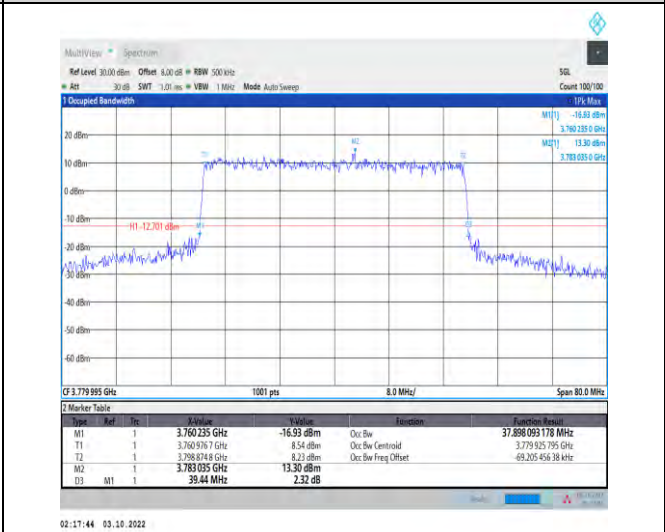 MultiView Spectrum
Ref Level 30.00 dBm Offset 8.00 dB RBW 500 kHz SGL
Att 30 dB SWT 1.01 ms VBW 1 MHz Mode Auto Sweep Count 100/100
1 Occupied Bandwidth 1Pk Max
M1[1] -16.93 dBm
3.760 235 0 GHz
M2[1] 13.30 dBm
3.783 035 0 GHz
20 dBm
M2
10 dBm
0 dBm
-10 dBm
H1 -12.701 dBm
M1
-20 dBm
-30 dBm
-40 dBm
-50 dBm
-60 dBm
CF 3.779 995 GHz 1001 pts 8.0 MHz/ Span 80.0 MHz
2 Marker Table
Type Ref Trc X-Value Y-Value Function Function Result
M1 1 3.760 235 GHz -16.93 dBm Occ Bw 37.898 093 178 MHz
T1 1 3.760 976 7 GHz 8.54 dBm Occ Bw Centroid 3.779 925 795 GHz
T2 1 3.798 874 8 GHz 8.23 dBm Occ Bw Freq Offset -69.205 456 38 kHz
M2 1 3.783 035 GHz 13.30 dBm
D3 M1 1 39.44 MHz 2.32 dB
02:17:44 03.10.2022